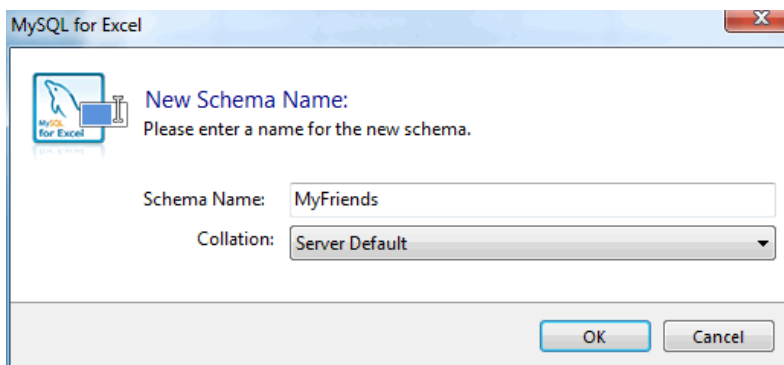 MySQL for Excel
X
MySQL
for Excel
New Schema Name:
Please enter a name for the new schema.
Schema Name: MyFriends
Collation: Server Default
OK Cancel